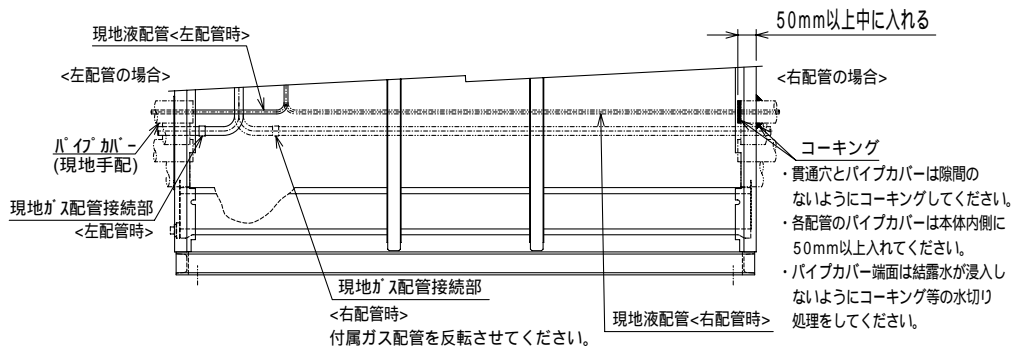 50mm以上中に入れる
現地液配管<左配管時>
<左配管の場合>
<右配管の場合>
パイプカバー
(現地手配)
コーキング
・貫通穴とパイプカバーは隙間の
ないようにコーキングしてください。
・各配管のパイプカバーは本体内側に
50mm以上入れてください。
・パイプカバー端面は結露水が浸入し
ないようにコーキング等の水切り
処理をしてください。
現地ガス配管接続部
<左配管時>
現地ガス配管接続部
<右配管時>
付属ガス配管を反転させてください。
現地液配管<右配管時>